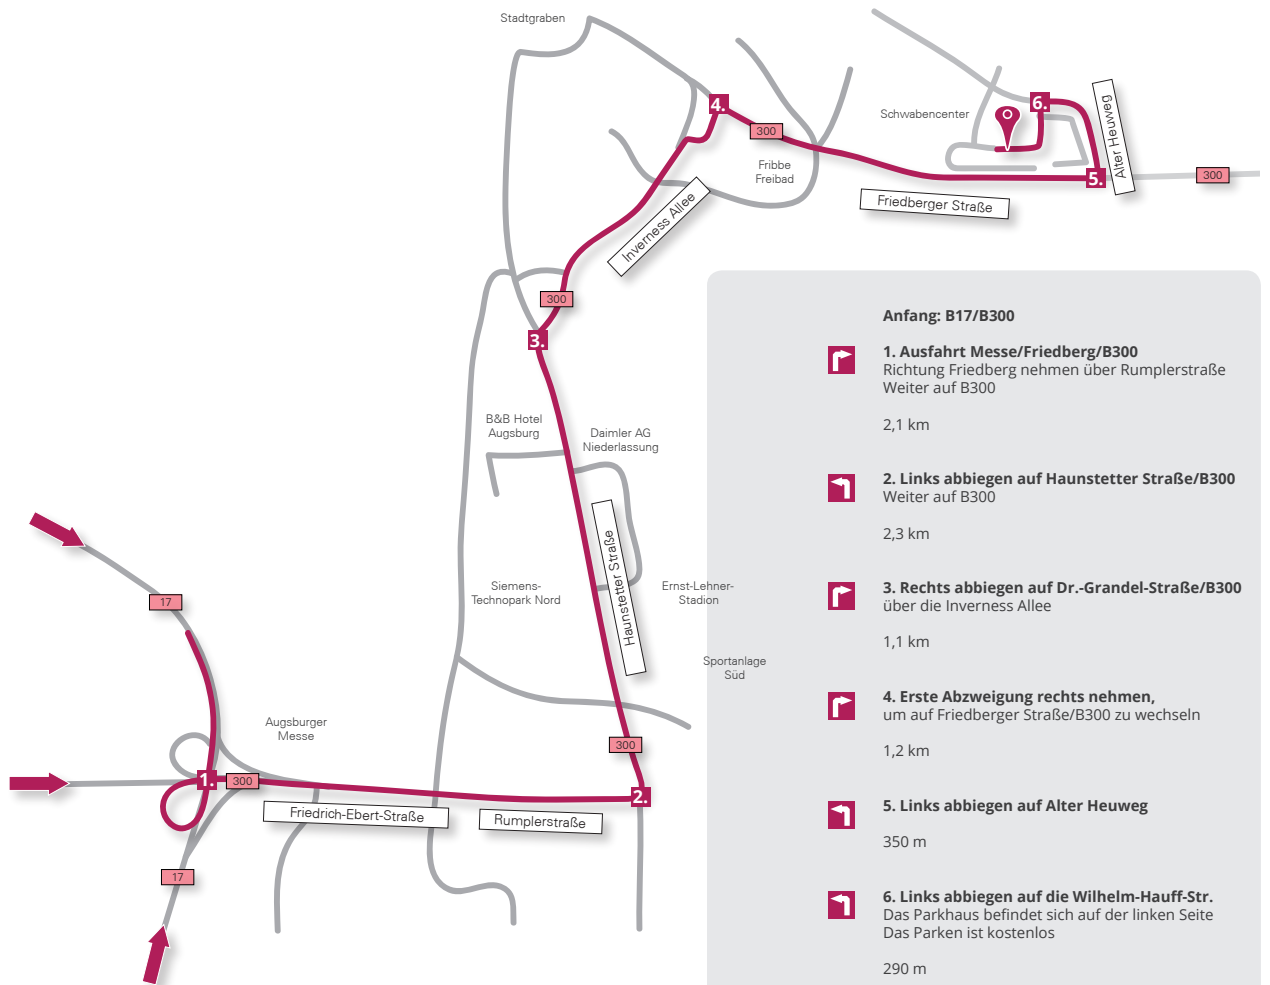 Stadtgraben
4.
300
Fribbe
Freibad
Schwabencenter
6.
Alter Heuweg
5.
300
Friedberger Straße
Inverness Allee
300
3.
B&B Hotel
Augsburg
Daimler AG
Niederlassung
Haunstetter Straße
Siemens-
Technopark Nord
Ernst-Lehner-
Stadion
Sportanlage
Süd
17
Augsburger
Messe
300
1.
300
2.
Friedrich-Ebert-Straße
Rumplerstraße
17
Anfang: B17/B300
1. Ausfahrt Messe/Friedberg/B300
Richtung Friedberg nehmen über Rumplerstraße
Weiter auf B300
2,1 km
2. Links abbiegen auf Haunstetter Straße/B300
Weiter auf B300
2,3 km
3. Rechts abbiegen auf Dr.-Grandel-Straße/B300
über die Inverness Allee
1,1 km
4. Erste Abzweigung rechts nehmen,
um auf Friedberger Straße/B300 zu wechseln
1,2 km
5. Links abbiegen auf Alter Heuweg
350 m
6. Links abbiegen auf die Wilhelm-Hauff-Str.
Das Parkhaus befindet sich auf der linken Seite
Das Parken ist kostenlos
290 m